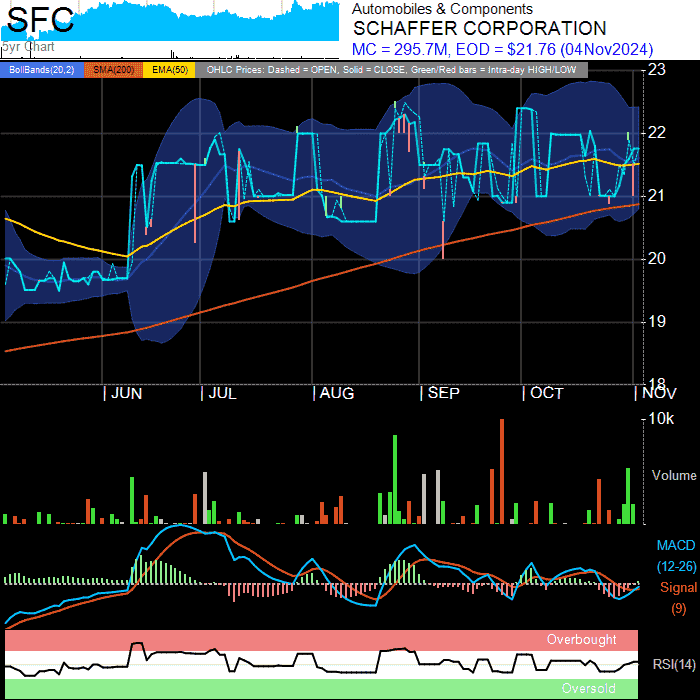 SFC
5yr Chart
Automobiles & Components
SCHAFFER CORPORATION
MC = 295.7M, EOD = $21.76 (04Nov2024)
BollBands(20,2) SMA(200) EMA(50) OHLC Prices: Dashed = OPEN, Solid = CLOSE, Green/Red bars = Intra-day HIGH/LOW
23
22
21
20
19
18
JUN JUL AUG SEP OCT NOV
10k
Volume
MACD
(12-26)
Signal
(9)
Overbought
RSI(14)
Oversold